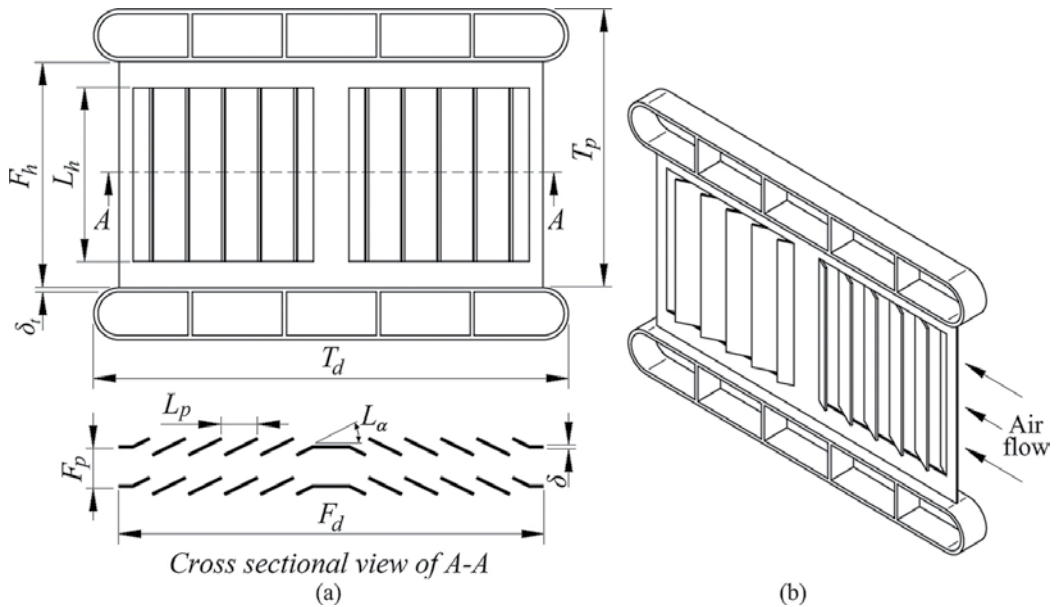 T_p
F_h
L_h
A
A
δ_t
T_d
L_p
L_α
F_p
δ
F_d
Cross sectional view of A-A
(a)
Air
flow
(b)